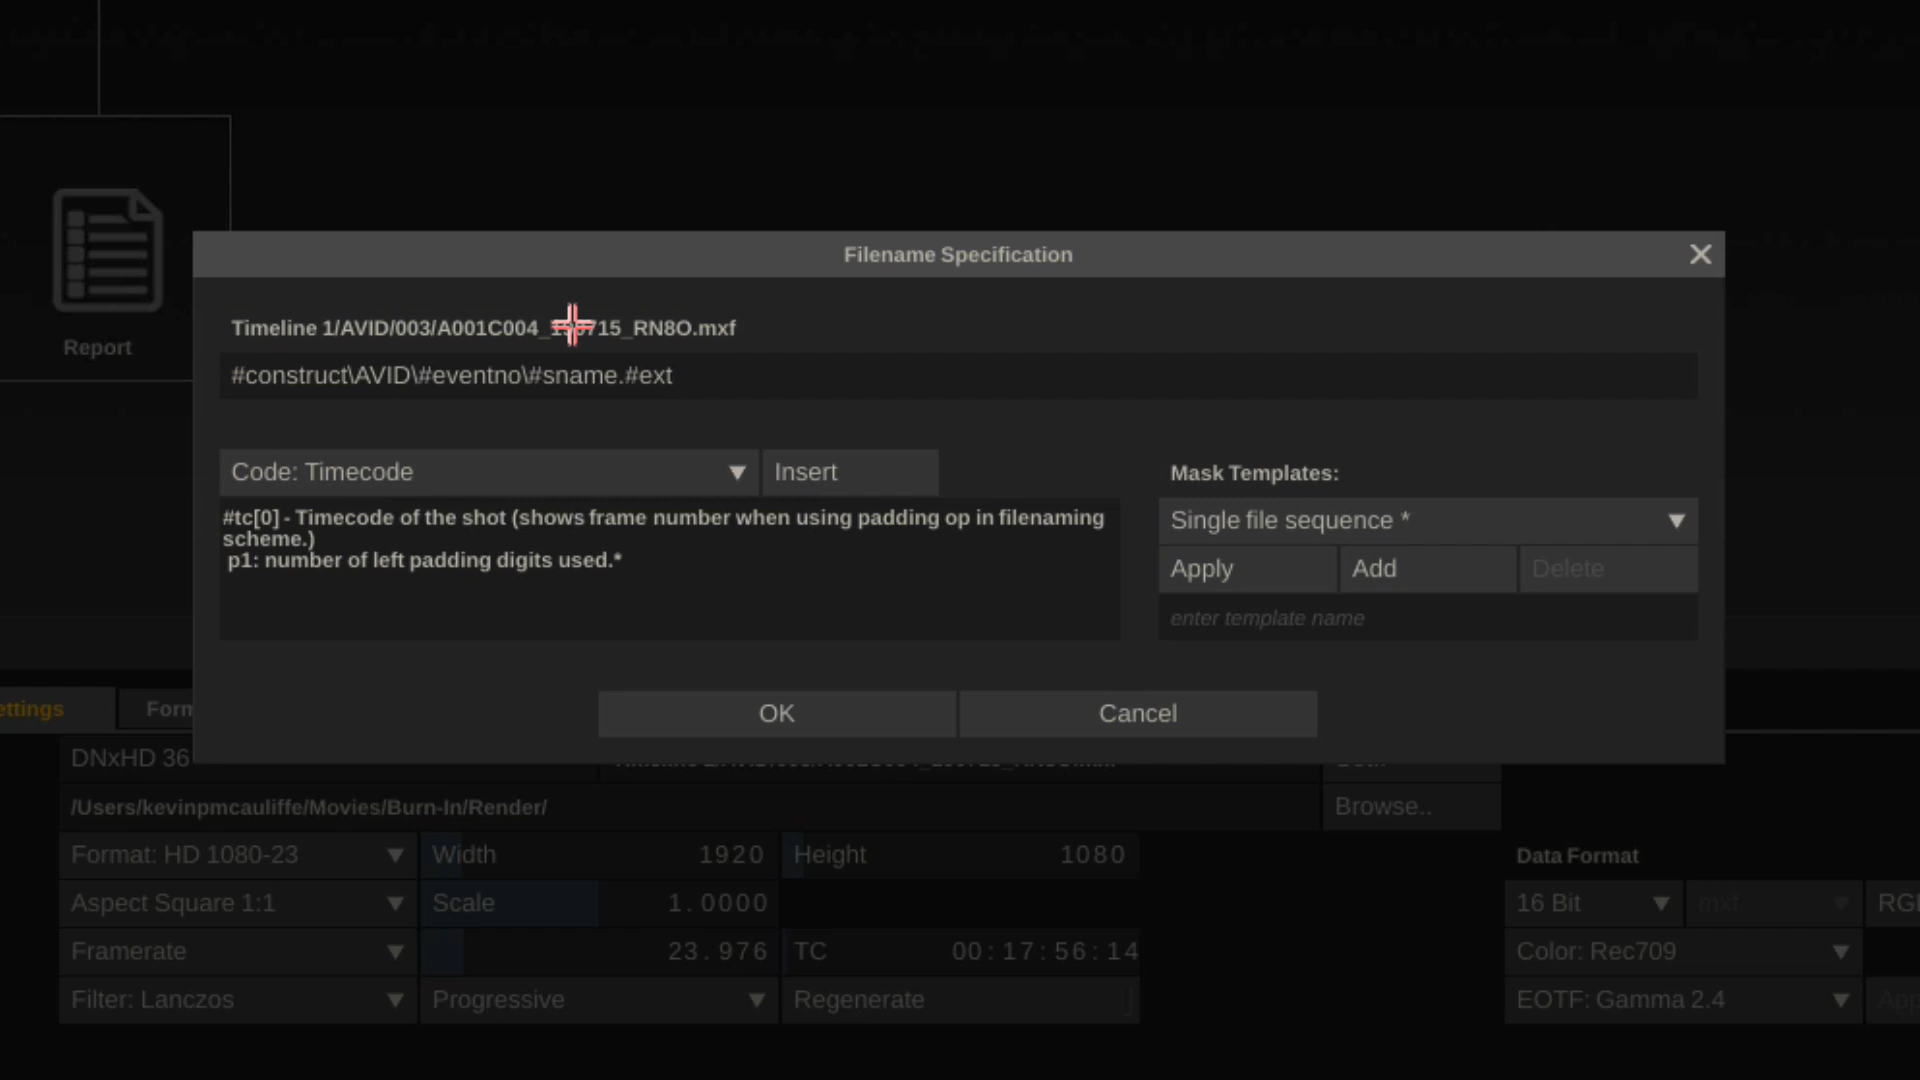 Filename Specification
Timeline 1/AVID/003/A001C004_150715_RN8O.mxf
#construct\AVID\#eventno\#sname.#ext
Report
Code: Timecode
Insert
Mask Templates:
#tc[0] - Timecode of the shot (shows frame number when using padding op in filenaming
scheme.)
p1: number of left padding digits used.*
Single file sequence *
Apply
Add
Delete
enter template name
OK
Cancel
ettings
Form
DNxHD 36
/Users/kevinpmcauliffe/Movies/Burn-In/Render/
Browse..
Format: HD 1080-23
Width
1920
Height
1080
Data Format
Aspect Square 1:1
Scale
1.0000
16 Bit
mxf
RGB
Framerate
23.976
TC
00:17:56:14
Color: Rec709
Filter: Lanczos
Progressive
Regenerate
EOTF: Gamma 2.4
App